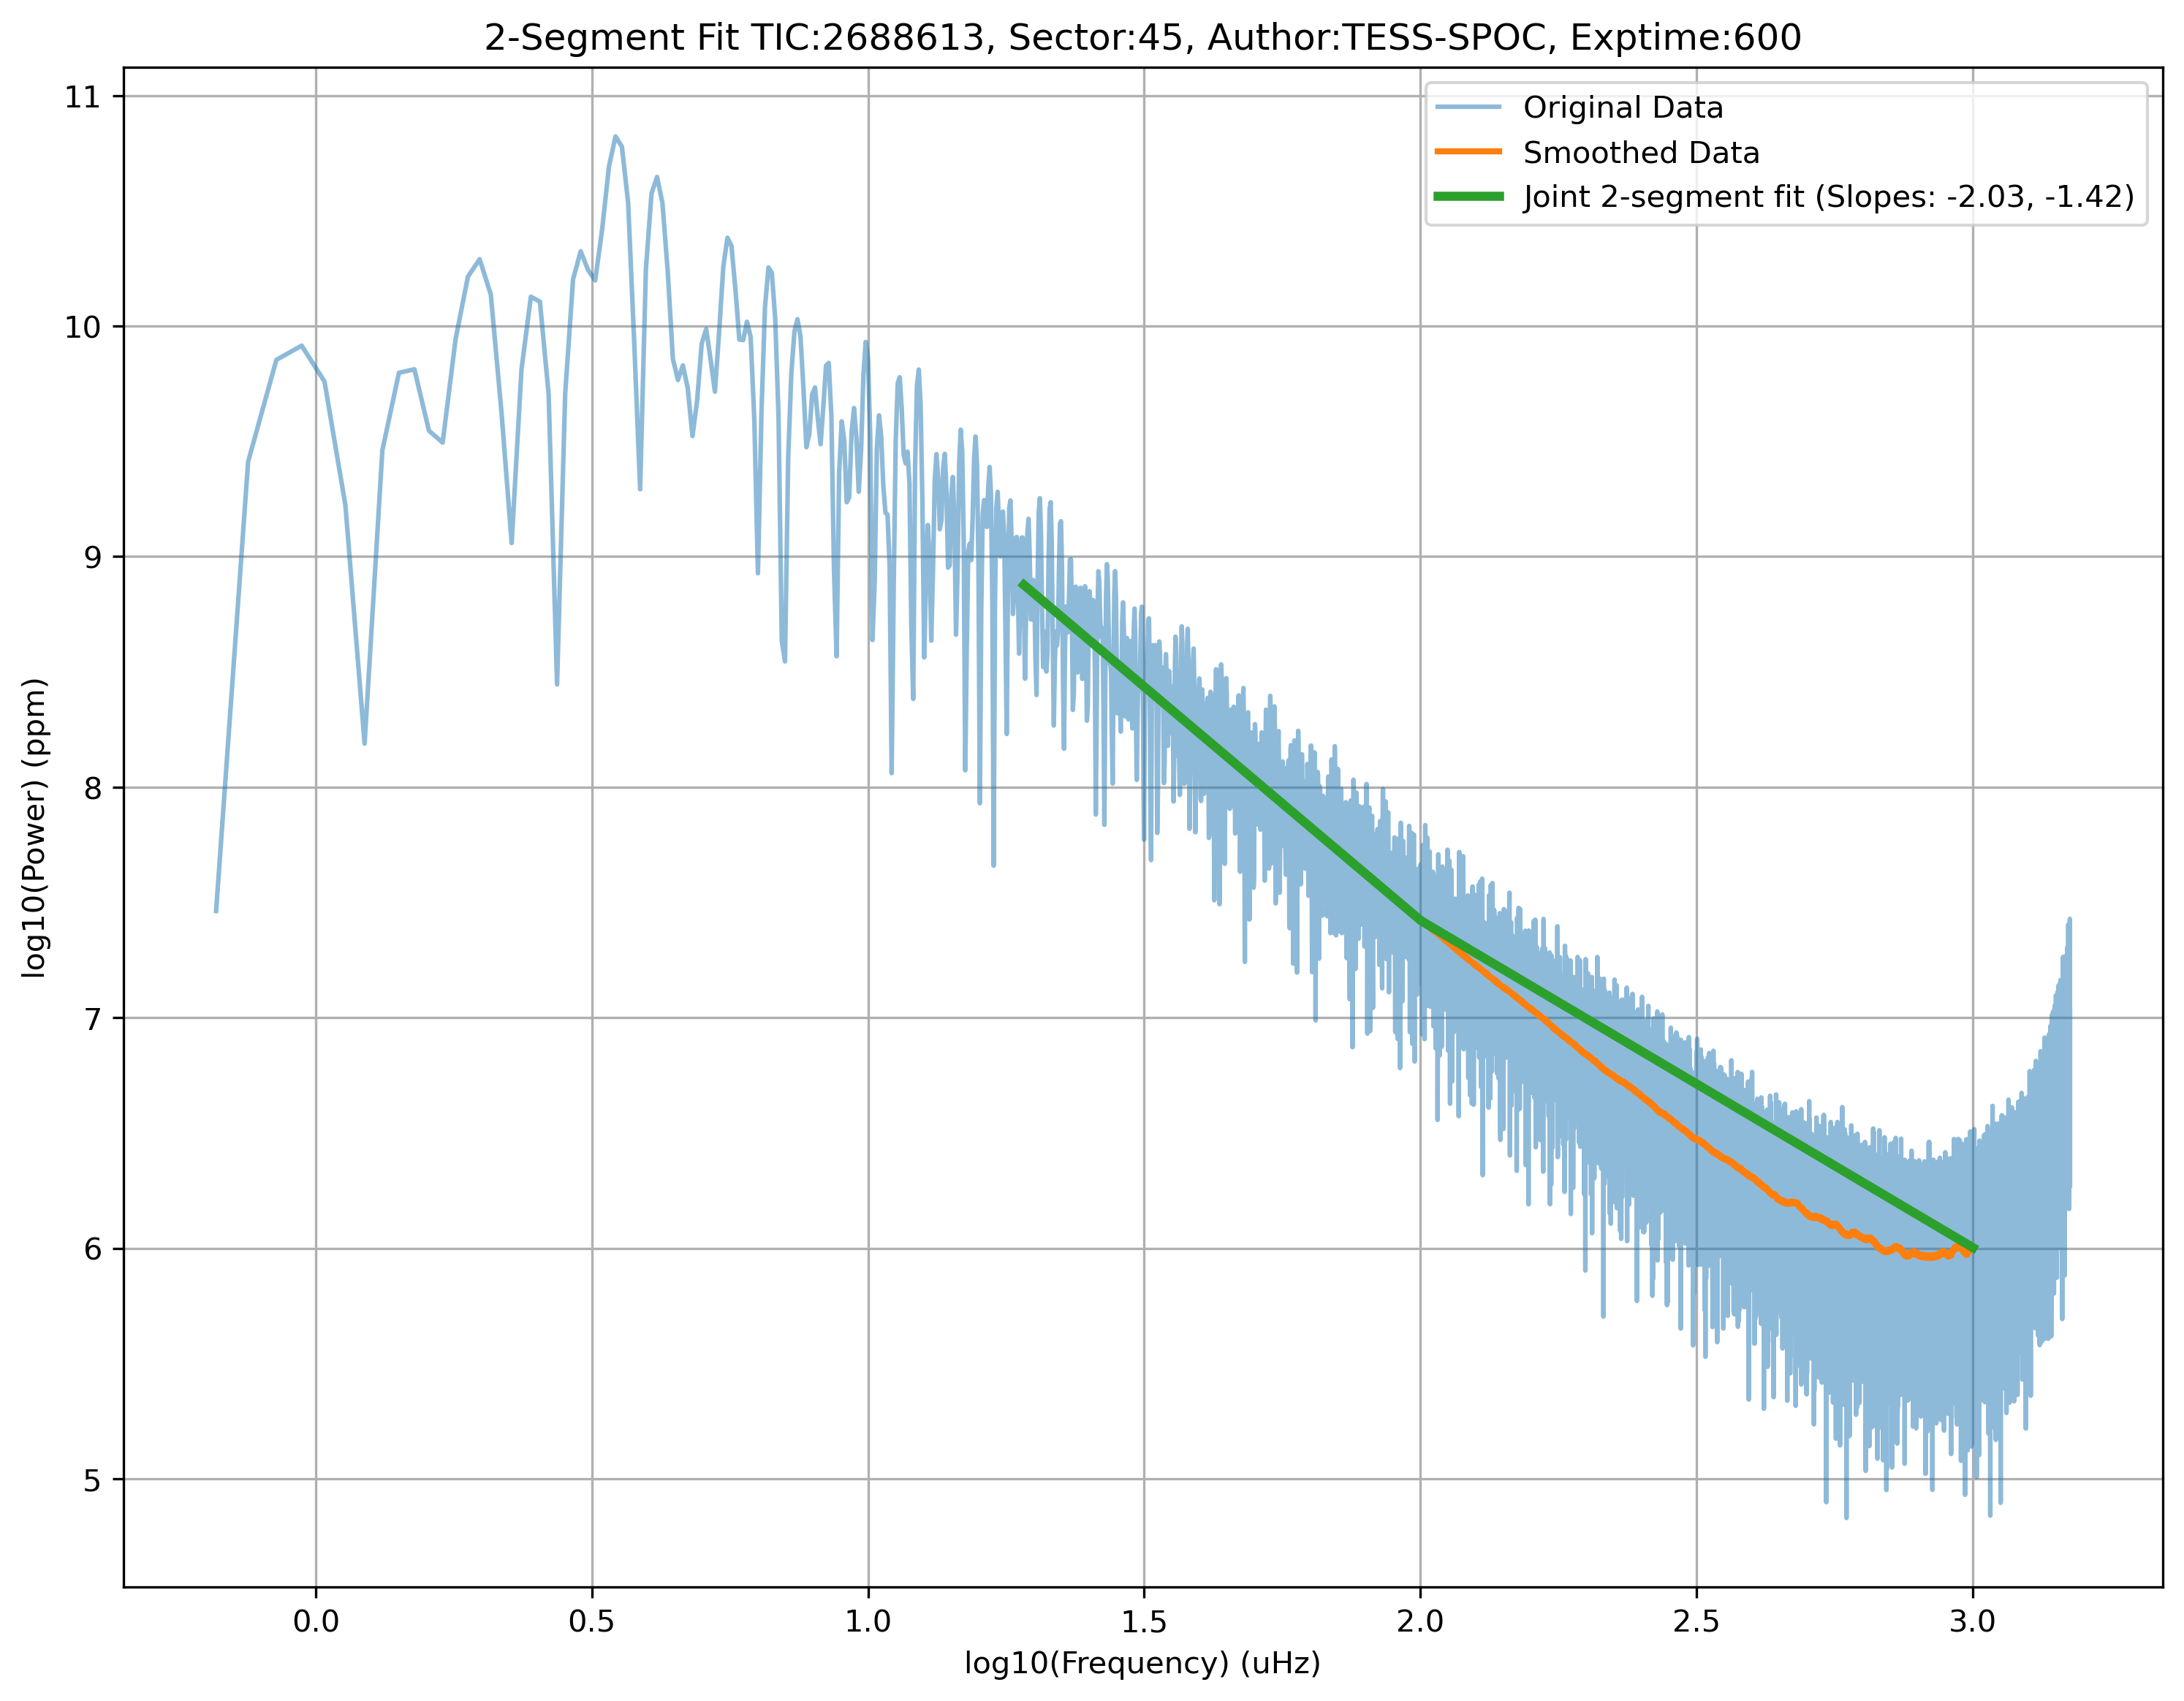 2-Segment Fit TIC:2688613, Sector:45, Author:TESS-SPOC, Exptime:600
Original Data
Smoothed Data
Joint 2-segment fit (Slopes: -2.03, -1.42)
log10(Power) (ppm)
11
10
9
8
7
6
5
0.0 0.5 1.0 1.5 2.0 2.5 3.0
log10(Frequency) (uHz)